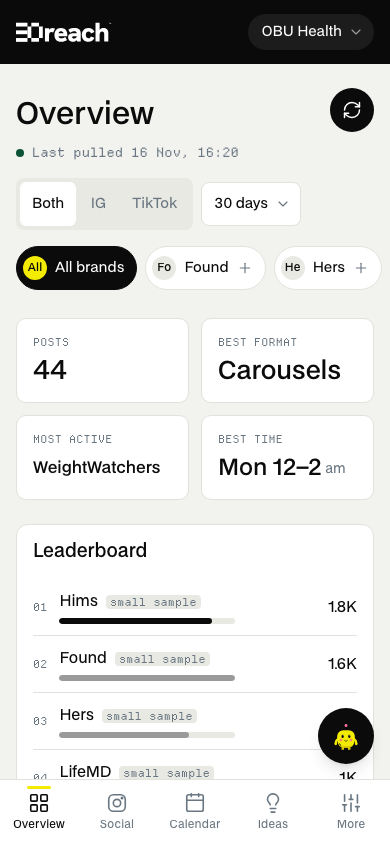 reach
OBU Health
Overview
Last pulled 16 Nov, 16:20
Both IG TikTok 30 days
All All brands Fo Found + He Hers +
POSTS
44
BEST FORMAT
Carousels
MOST ACTIVE
WeightWatchers
BEST TIME
Mon 12–2 am
Leaderboard
01 Hims small sample 1.8K
02 Found small sample 1.6K
03 Hers small sample
04 LifeMD small sample 1K
Overview Social Calendar Ideas More